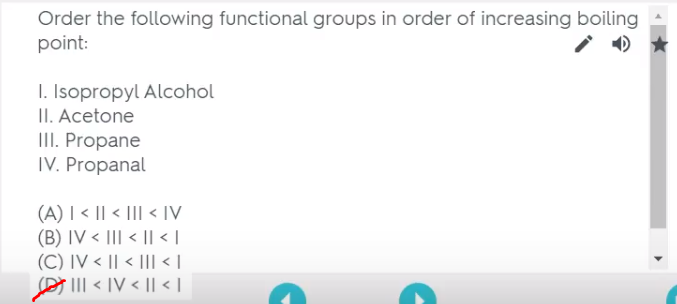 Order the following functional groups in order of increasing boiling
point:
I. Isopropyl Alcohol
II. Acetone
III. Propane
IV. Propanal
(A) I < II < III < IV
(B) IV < III < II < I
(C) IV < II < III < I
(D) III < IV < II < I